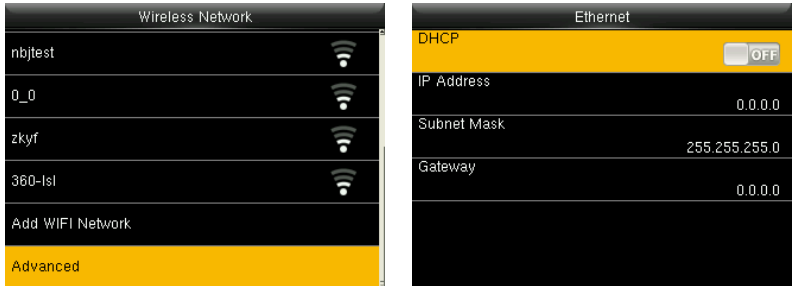 Wireless Network
nbjtest
0_0
zkyf
360-lsl
Add WIFI Network
Advanced
Ethernet
DHCP
OFF
IP Address
0.0.0.0
Subnet Mask
255.255.255.0
Gateway
0.0.0.0